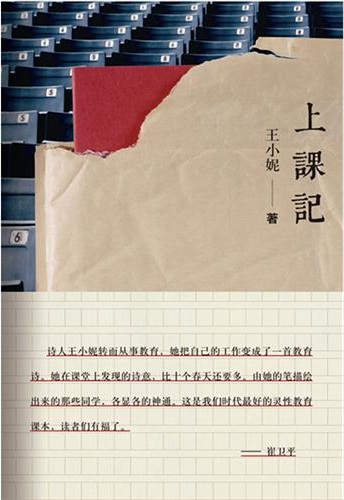 上課記
王小妮——著
6
诗人王小妮转而从事教育，她把自己的工作变成了一首教育
诗。她在课堂上发现的诗意，比十个春天还要多。由她的笔描绘
出来的那些同学，各显各的神通。这是我们时代最好的灵性教育
课本，读者们有福了。
—— 崔卫平